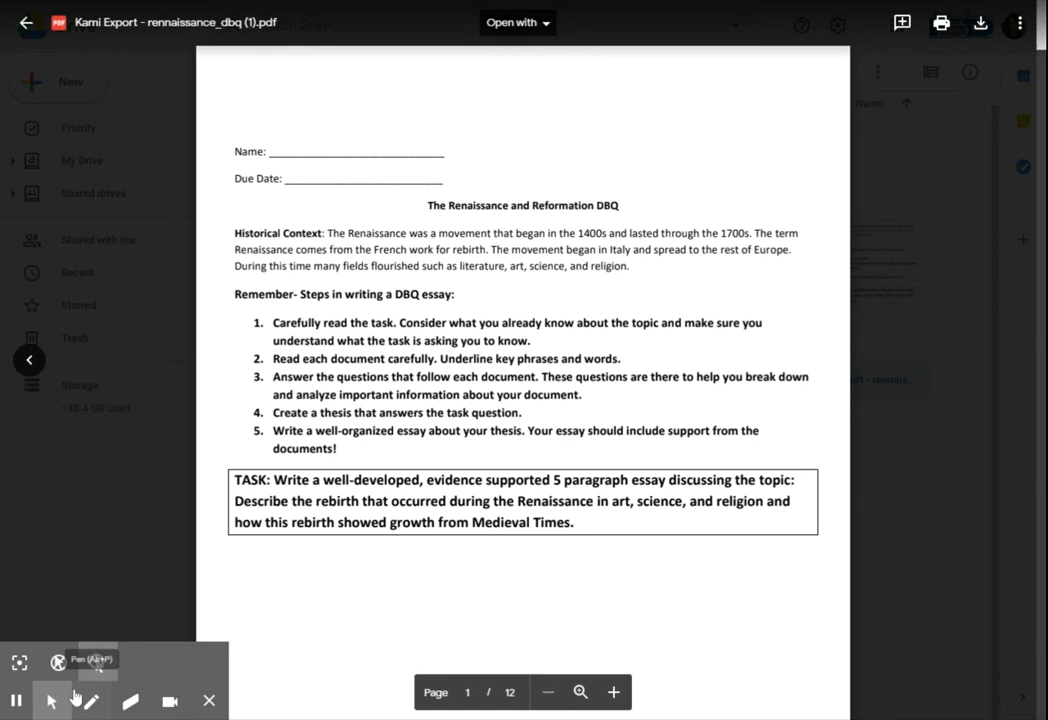 Kami Export - rennaissance_dbq (1).pdf
Open with
New
Name
Priority
My Drive
Shared drives
Shared with me
Recent
Starred
Trash
Storage
148.4 GB used
Name: ______________________________
Due Date: ___________________________
The Renaissance and Reformation DBQ
Historical Context: The Renaissance was a movement that began in the 1400s and lasted through the 1700s. The term
Renaissance comes from the French work for rebirth. The movement began in Italy and spread to the rest of Europe.
During this time many fields flourished such as literature, art, science, and religion.
Remember- Steps in writing a DBQ essay:
1. Carefully read the task. Consider what you already know about the topic and make sure you
understand what the task is asking you to know.
2. Read each document carefully. Underline key phrases and words.
3. Answer the questions that follow each document. These questions are there to help you break down
and analyze important information about your document.
4. Create a thesis that answers the task question.
5. Write a well-organized essay about your thesis. Your essay should include support from the
documents!
TASK: Write a well-developed, evidence supported 5 paragraph essay discussing the topic:
Describe the rebirth that occurred during the Renaissance in art, science, and religion and
how this rebirth showed growth from Medieval Times.
Pen (Alt+P)
Page 1 / 12